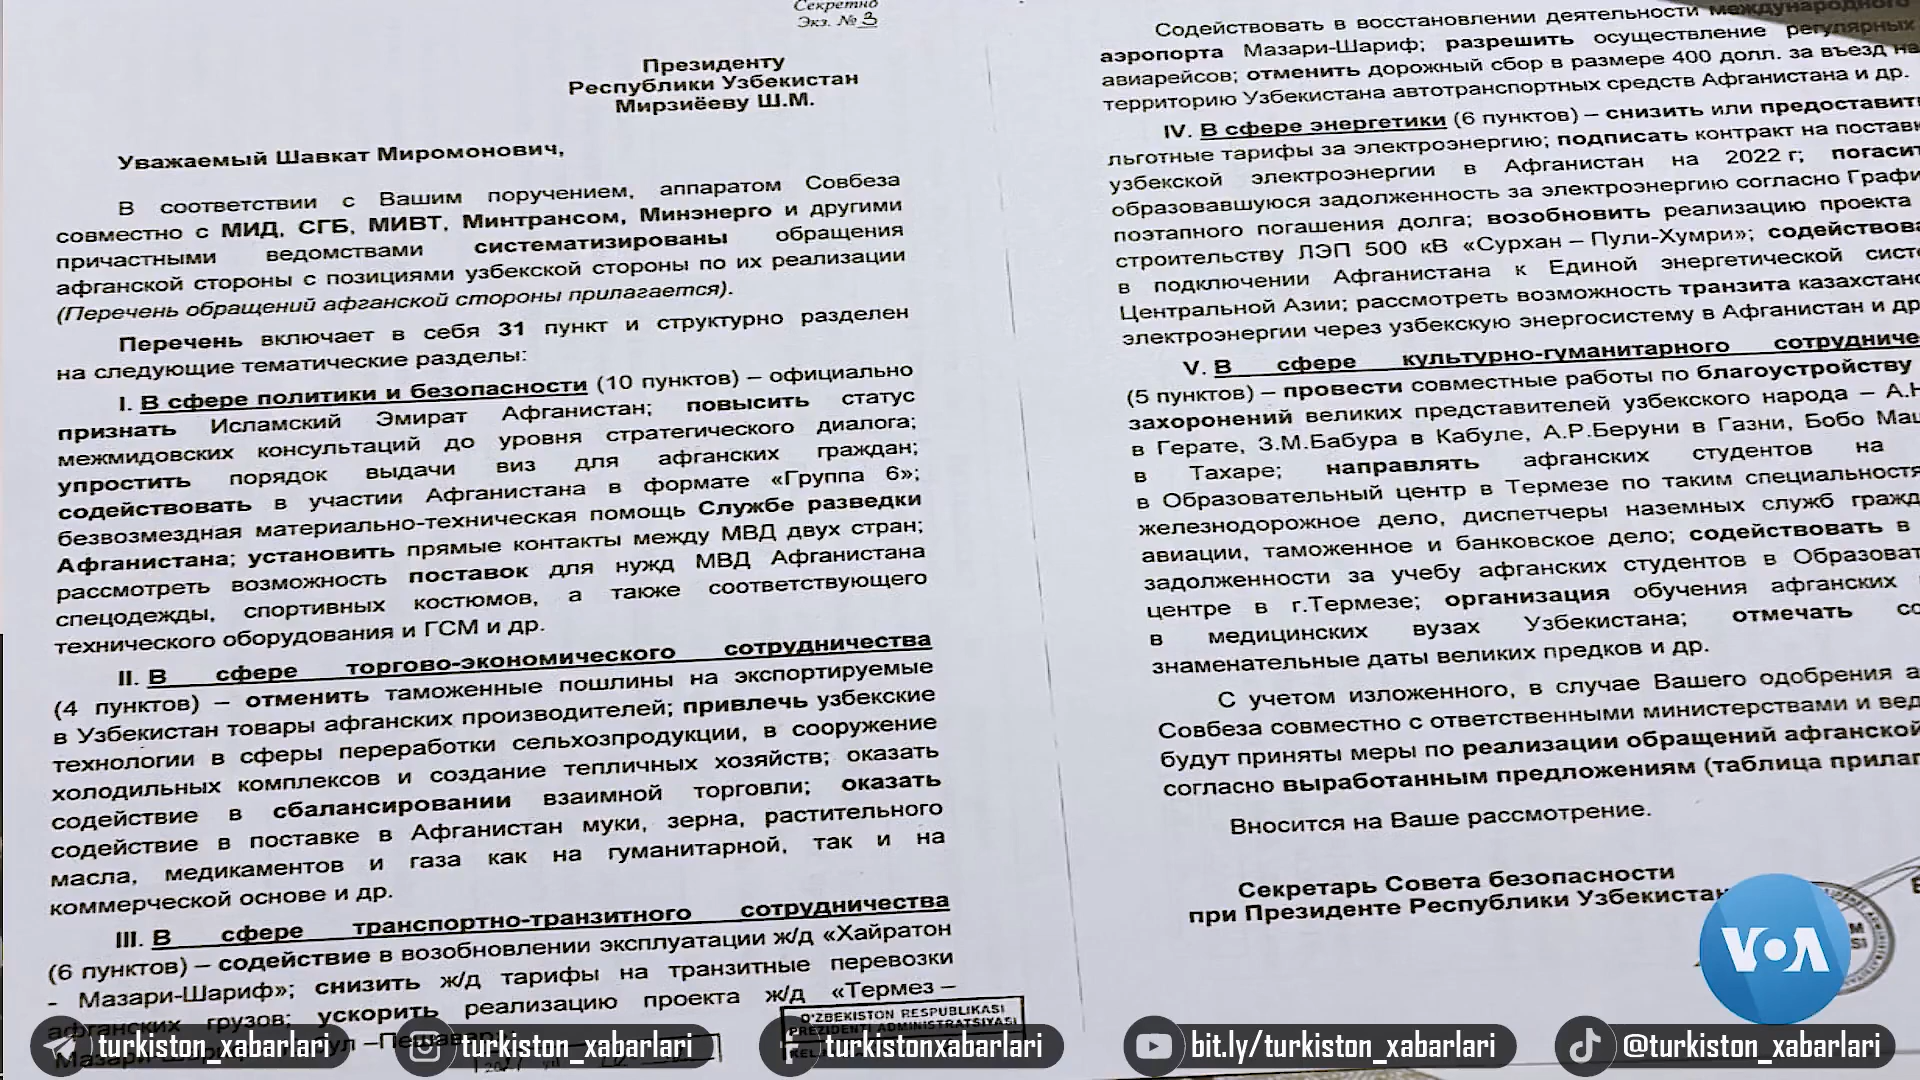 Секретно
Экз. № 3
Президенту
Республики Узбекистан
Мирзиёеву Ш.М.
Уважаемый Шавкат Миромонович,
В соответствии с Вашим поручением, аппаратом Совбеза
совместно с МИД, СГБ, МИВТ, Минтрансом, Минэнерго и другими
причастными ведомствами систематизированы обращения
афганской стороны с позициями узбекской стороны по их реализации
(Перечень обращений афганской стороны прилагается).
Перечень включает в себя 31 пункт и структурно разделен
на следующие тематические разделы:
I. В сфере политики и безопасности (10 пунктов) – официально
признать Исламский Эмират Афганистан; повысить статус
межмидовских консультаций до уровня стратегического диалога;
упростить порядок выдачи виз для афганских граждан;
содействовать в участии Афганистана в формате «Группа 6»;
безвозмездная материально-техническая помощь Службе разведки
Афганистана; установить прямые контакты между МВД двух стран;
рассмотреть возможность поставок для нужд МВД Афганистана
спецодежды, спортивных костюмов, а также соответствующего
технического оборудования и ГСМ и др.
II. В сфере торгово-экономического сотрудничества
(4 пунктов) – отменить таможенные пошлины на экспортируемые
в Узбекистан товары афганских производителей; привлечь узбекские
технологии в сферы переработки сельхозпродукции, в сооружение
холодильных комплексов и создание тепличных хозяйств; оказать
содействие в сбалансировании взаимной торговли; оказать
содействие в поставке в Афганистан муки, зерна, растительного
масла, медикаментов и газа как на гуманитарной, так и на
коммерческой основе и др.
III. В сфере транспортно-транзитного сотрудничества
(6 пунктов) – содействие в возобновлении эксплуатации ж/д «Хайратон
- Мазари-Шариф»; снизить ж/д тарифы на транзитные перевозки
афганских грузов; ускорить реализацию проекта ж/д «Термез –
O'ZBEKISTON RESPUBLIKASI
PREZIDENTI ADMINISTRATSIYASI
Содействовать в восстановлении деятельности международного
аэропорта Мазари-Шариф; разрешить осуществление регулярных
авиарейсов; отменить дорожный сбор в размере 400 долл. за въезд на
территорию Узбекистана автотранспортных средств Афганистана и др.
IV. В сфере энергетики (6 пунктов) – снизить или
льготные тарифы за электроэнергию; подписать контракт на
узбекской электроэнергии в Афганистан на 2022 г;
образовавшуюся задолженность за электроэнергию согласно
поэтапного погашения долга; возобновить реализацию проекта
строительству ЛЭП 500 кВ «Сурхан – Пули-Хумри»;
в подключении Афганистана к Единой энергетической
Центральной Азии; рассмотреть возможность транзита
электроэнергии через узбекскую энергосистему в Афганистан и др
V. В сфере культурно-гуманитарного
(5 пунктов) – провести совместные работы по благоустройству
захоронений великих представителей узбекского народа –
в Герате, З.М.Бабура в Кабуле, А.Р.Беруни в Газни, Бобо
в Тахаре; направлять афганских студентов на
в Образовательный центр в Термезе по таким
железнодорожное дело, диспетчеры наземных служб
авиации, таможенное и банковское дело; содействовать в
задолженности за учебу афганских студентов в
центре в г.Термезе; организация обучения афганских
в медицинских вузах Узбекистана; отмечать
знаменательные даты великих предков и др.
С учетом изложенного, в случае Вашего одобрения
Совбеза совместно с ответственными министерствами и
будут приняты меры по реализации обращений афганской
согласно выработанным предложениям (таблица
Вносится на Ваше рассмотрение.
Секретарь Совета безопасности
при Президенте Республики Узбекистан
VOA
turkiston_xabarlari
turkiston_xabarlari
turkistonxabarlari
bit.ly/turkiston_xabarlari
@turkiston_xabarlari